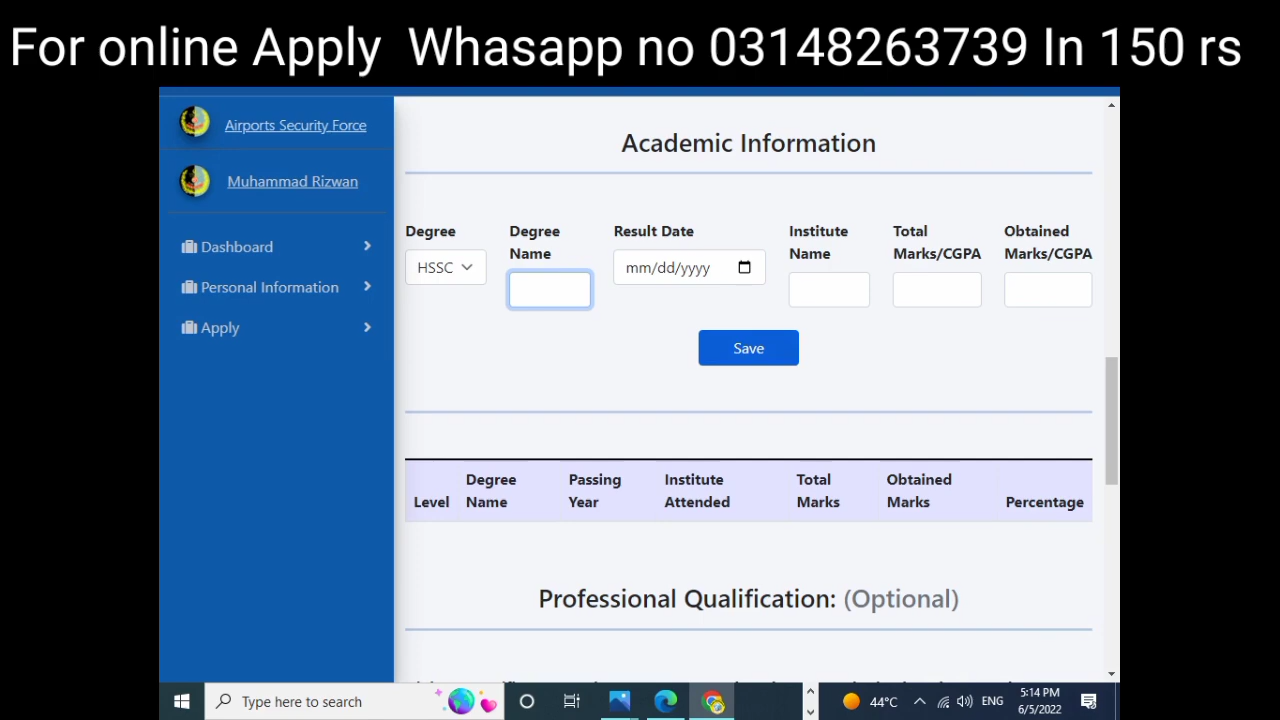 For online Apply  Whasapp no 03148263739 In 150 rs
Airports Security Force
Muhammad Rizwan
Dashboard
Personal Information
Apply
Academic Information
Degree
Degree Name
Result Date
Institute Name
Total Marks/CGPA
Obtained Marks/CGPA
HSSC
mm/dd/yyyy
Save
Level
Degree Name
Passing Year
Institute Attended
Total Marks
Obtained Marks
Percentage
Professional Qualification: (Optional)
Type here to search
44°C
ENG
5:14 PM
6/5/2022